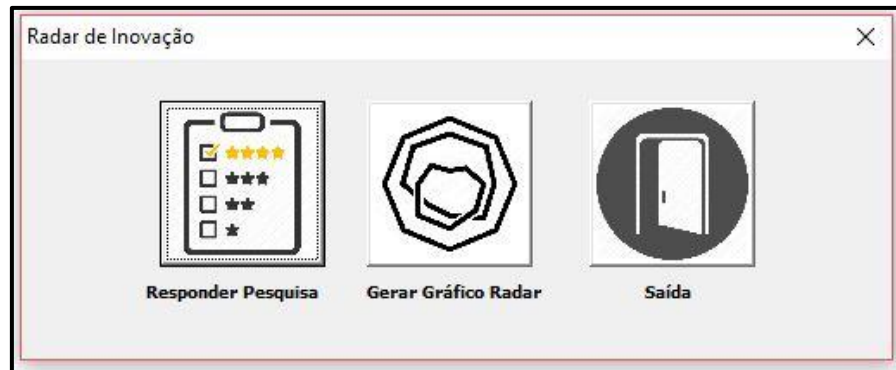 Radar de Inovação
Responder Pesquisa
Gerar Gráfico Radar
Saída